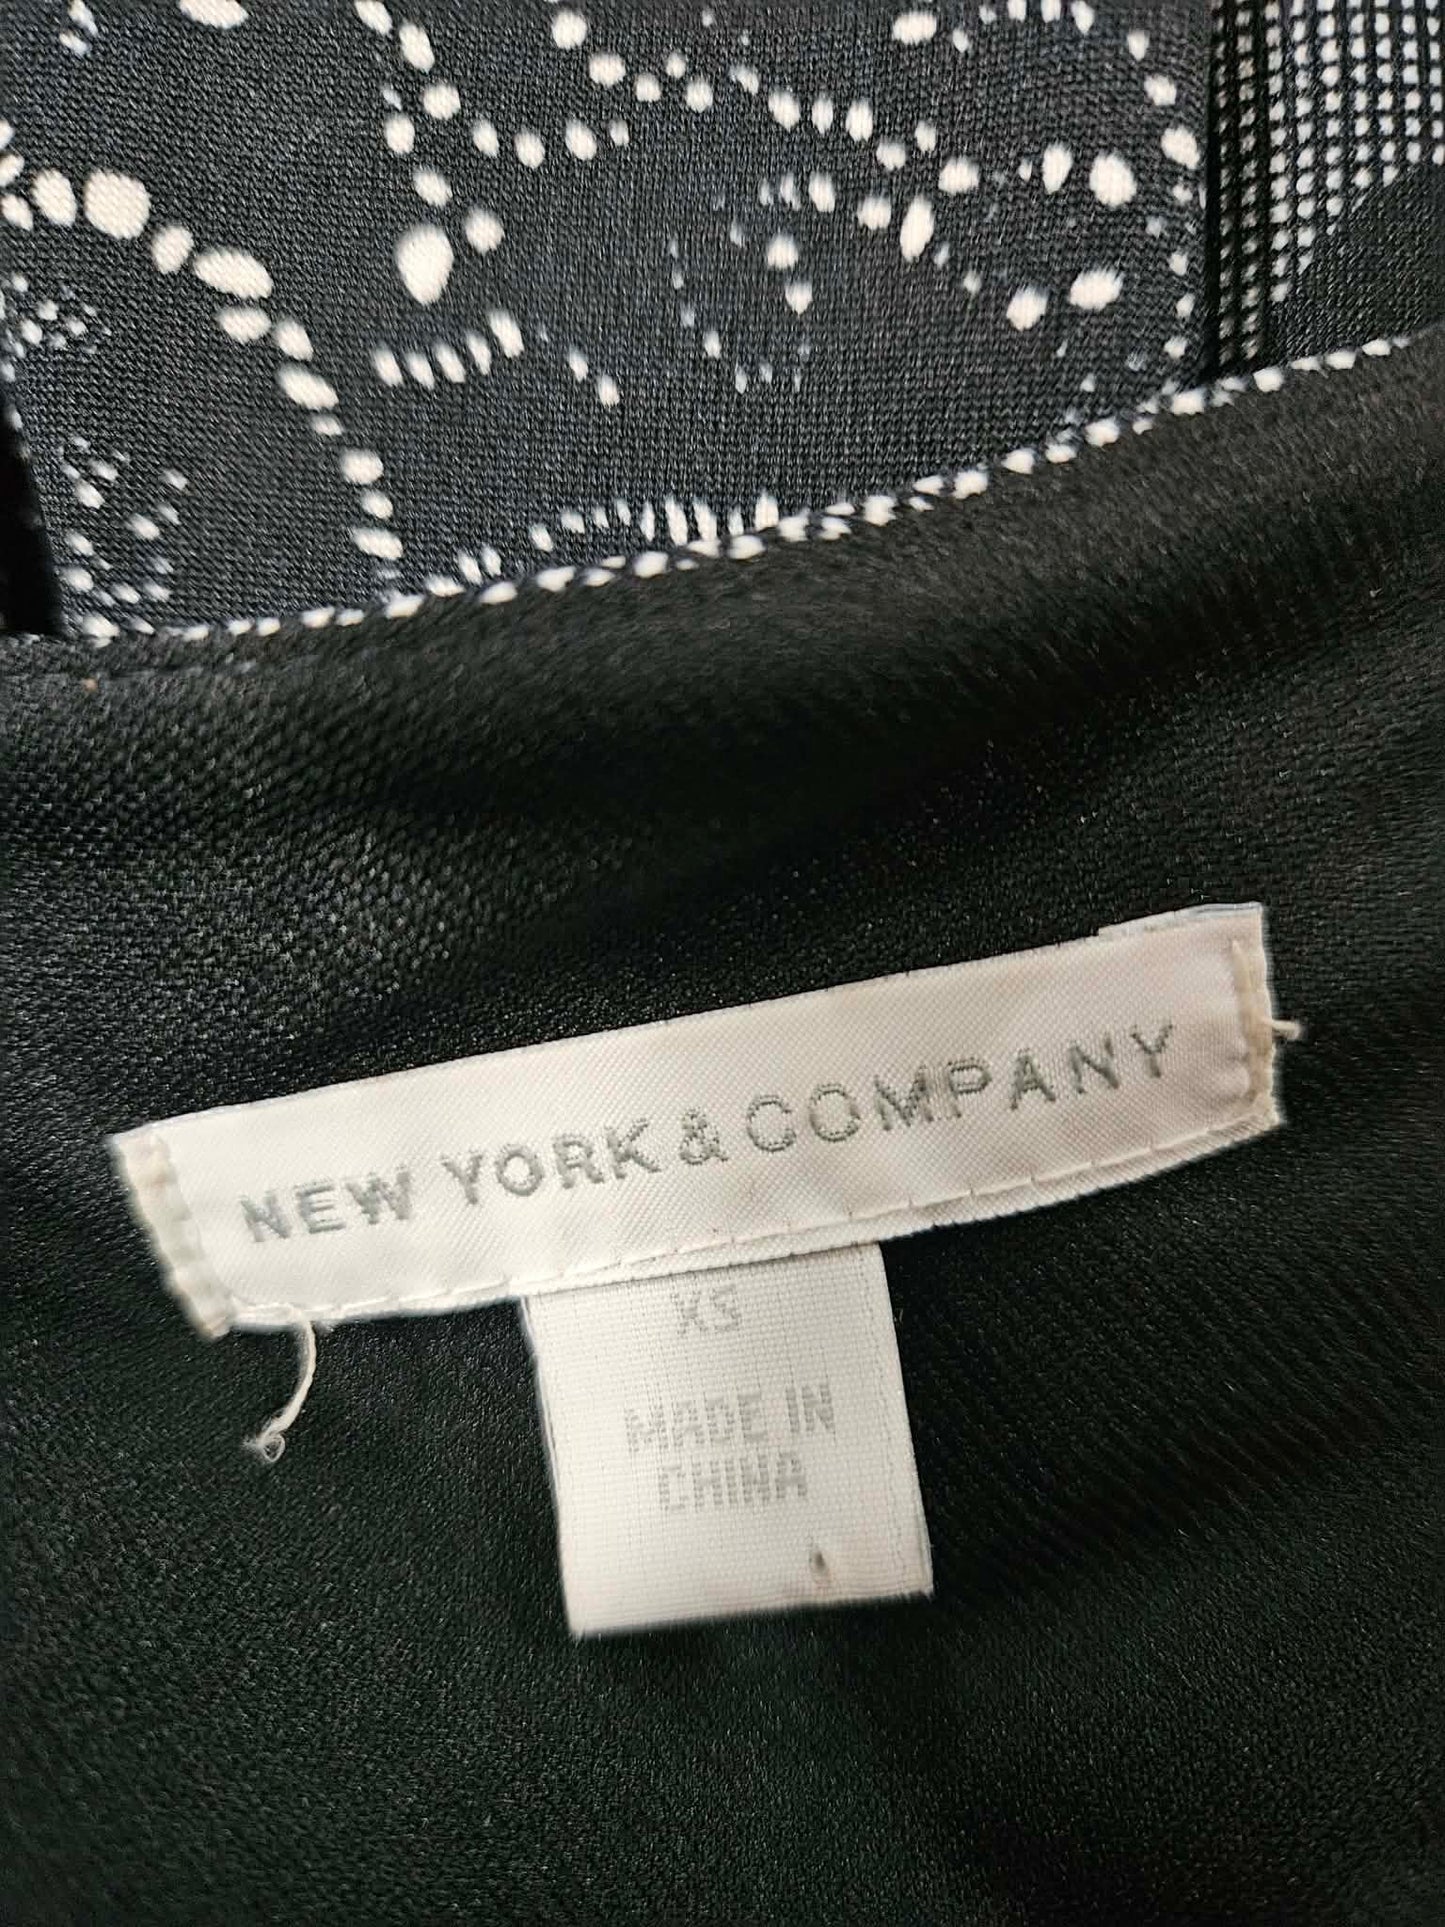 NEW YORK & COMPANY
XS
MADE IN
CHINA